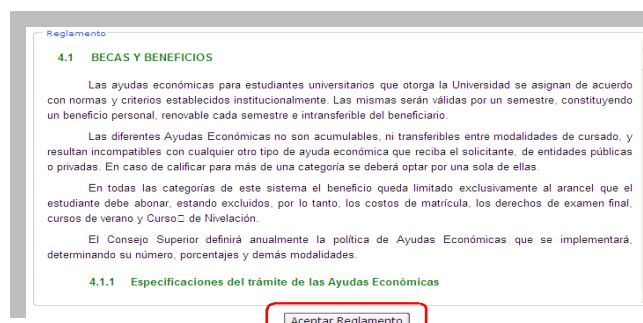 Reglamento
4.1 BECAS Y BENEFICIOS
Las ayudas económicas para estudiantes universitarios que otorga la Universidad se asignan de acuerdo
con normas y criterios establecidos institucionalmente. Las mismas serán válidas por un semestre, constituyendo
un beneficio personal, renovable cada semestre e intransferible del beneficiario.
Las diferentes Ayudas Económicas no son acumulables, ni transferibles entre modalidades de cursado, y
resultan incompatibles con cualquier otro tipo de ayuda económica que reciba el solicitante, de entidades públicas
o privadas. En caso de calificar para más de una categoría se deberá optar por una sola de ellas.
En todas las categorías de este sistema el beneficio queda limitado exclusivamente al arancel que el
estudiante debe abonar, estando excluidos, por lo tanto, los costos de matrícula, los derechos de examen final,
cursos de verano y Curso□ de Nivelación.
El Consejo Superior definirá anualmente la política de Ayudas Económicas que se implementará,
determinando su número, porcentajes y demás modalidades.
4.1.1 Especificaciones del trámite de las Ayudas Económicas
Aceptar Reglamento